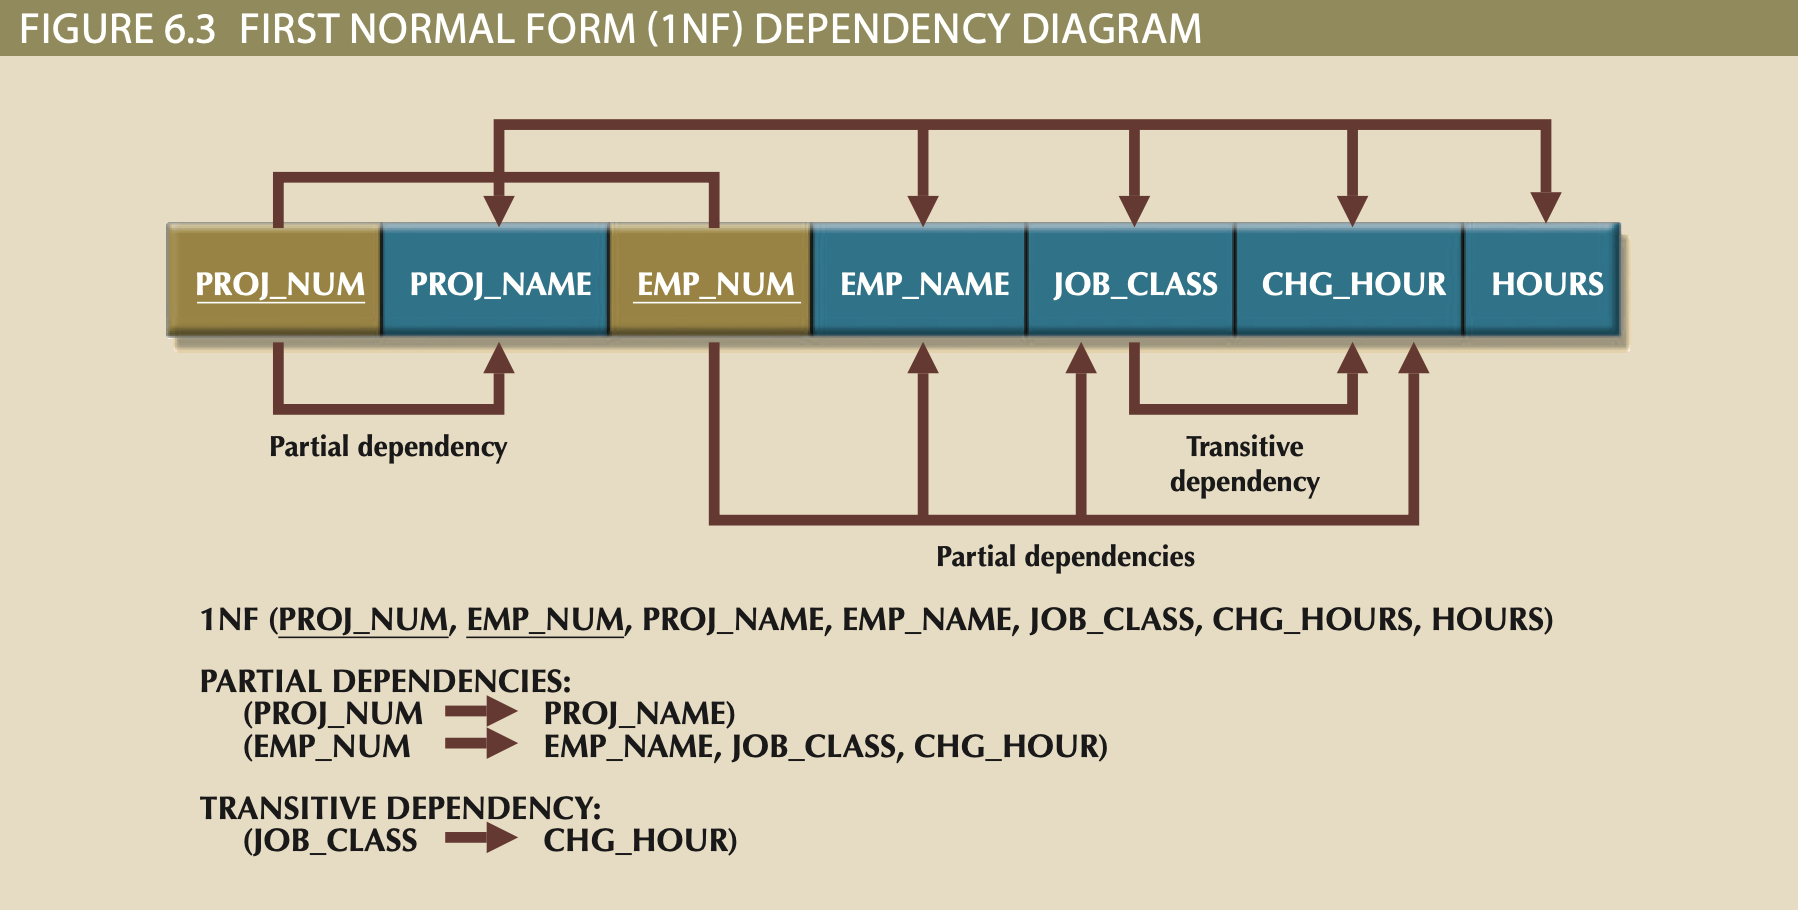 FIGURE 6.3 FIRST NORMAL FORM (1NF) DEPENDENCY DIAGRAM
PROJ_NUM PROJ_NAME EMP_NUM EMP_NAME JOB_CLASS CHG_HOUR HOURS
Partial dependency
Transitive
dependency
Partial dependencies
1NF (PROJ_NUM, EMP_NUM, PROJ_NAME, EMP_NAME, JOB_CLASS, CHG_HOURS, HOURS)
PARTIAL DEPENDENCIES:
(PROJ_NUM PROJ_NAME)
(EMP_NUM EMP_NAME, JOB_CLASS, CHG_HOUR)
TRANSITIVE DEPENDENCY:
(JOB_CLASS CHG_HOUR)